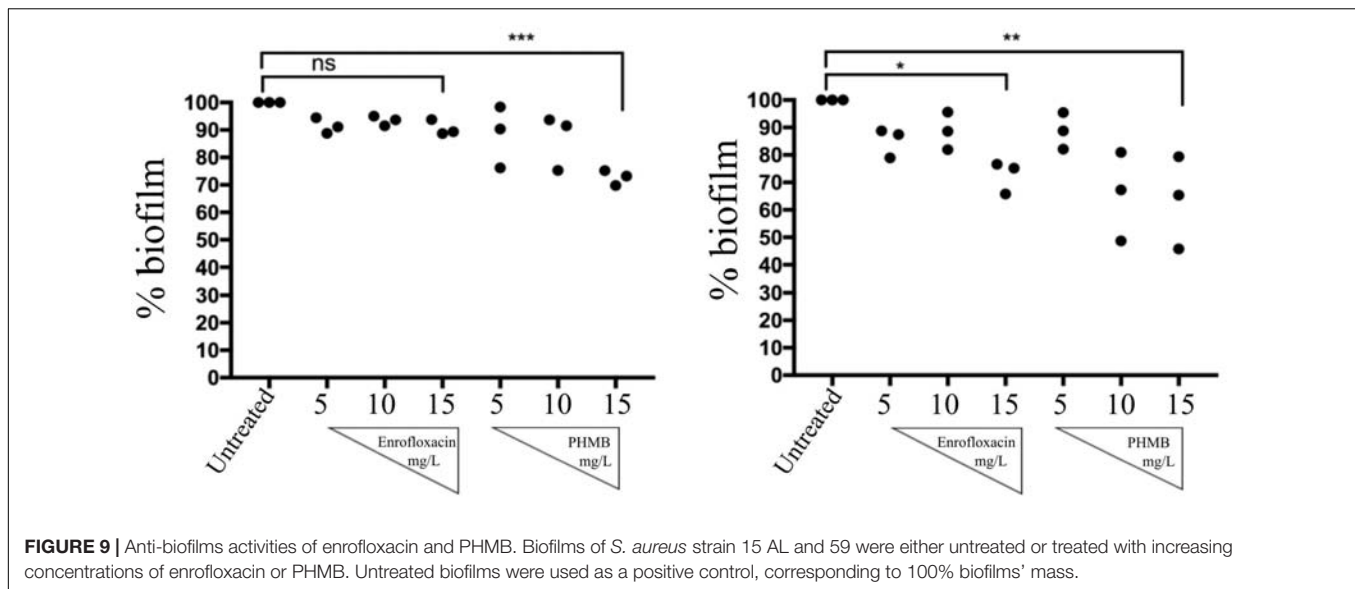 ***
ns
% biofilm
100
90
80
70
60
50
40
30
20
10
0
Untreated
5 10 15 5 10 15
Enrofloxacin PHMB
mg/L mg/L
**
*
% biofilm
100
90
80
70
60
50
40
30
20
10
0
Untreated
5 10 15 5 10 15
Enrofloxacin PHMB
mg/L mg/L
FIGURE 9 | Anti-biofilms activities of enrofloxacin and PHMB. Biofilms of S. aureus strain 15 AL and 59 were either untreated or treated with increasing
concentrations of enrofloxacin or PHMB. Untreated biofilms were used as a positive control, corresponding to 100% biofilms' mass.